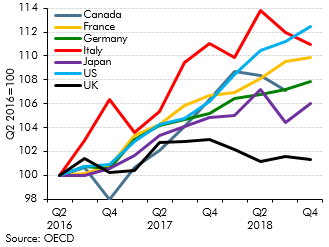 114
112
110
108
106
104
102
100
98
Q2 2016=100
Canada
France
Germany
Italy
Japan
US
UK
Q2 Q4 Q2 Q4 Q2 Q4
2016 2017 2018
Source: OECD